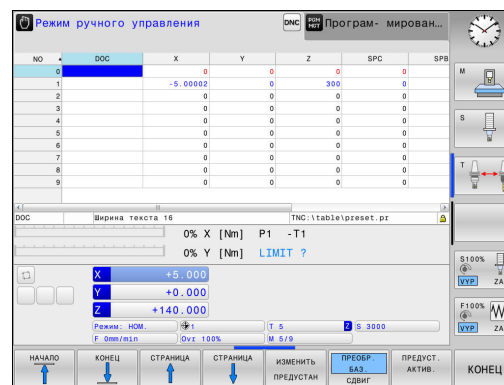 Режим ручного управления DNC PGM MGT Програм- мирован...
NO DOC X Y Z SPC SPB
0 0 0 0 0
1 -5.00002 0 300 0
2 0 0 0 0
3 0 0 0 0
4 0 0 0 0
5 0 0 0 0
6 0 0 0 0
7 0 0 0 0
8 0 0 0 0
9 0 0 0 0
M
S
T
DOC Ширина текста 16 TNC:\table\preset.pr
0% X [Nm] P1 -T1
0% Y [Nm] LIMIT ?
S100%
VYP ZA
X +5.000
Y +0.000
Z +140.000
F100%
VYP ZA
Режим: НОМ. 1 T 5 Z S 3000
F 0mm/min Ovr 100% M 5/9
НАЧАЛО КОНЕЦ СТРАНИЦА СТРАНИЦА ИЗМЕНИТЬ ПРЕДУСТАН ПРЕОБР. БАЗ. СДВИГ ПРЕДУСТ. АКТИВ. КОНЕЦ